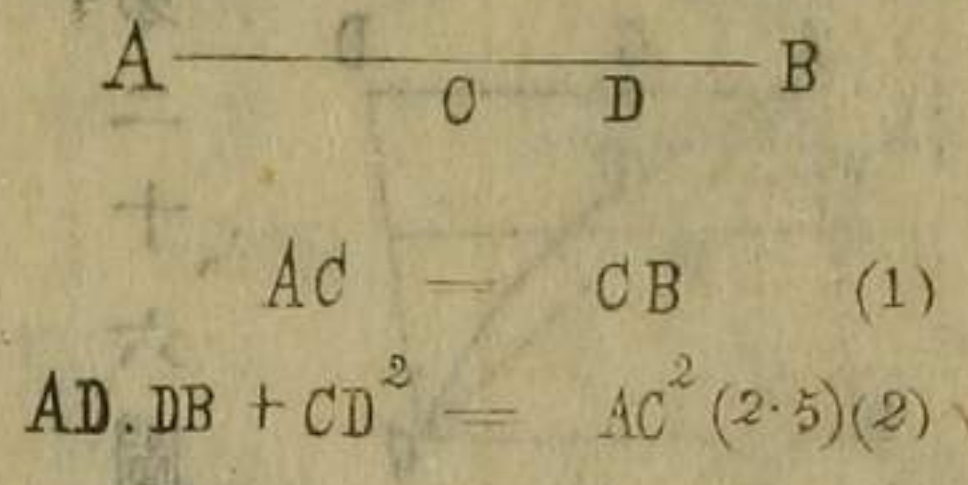 A B
C D
AC = CB (1)
AD.DB + CD² = AC² (2·5)(2)